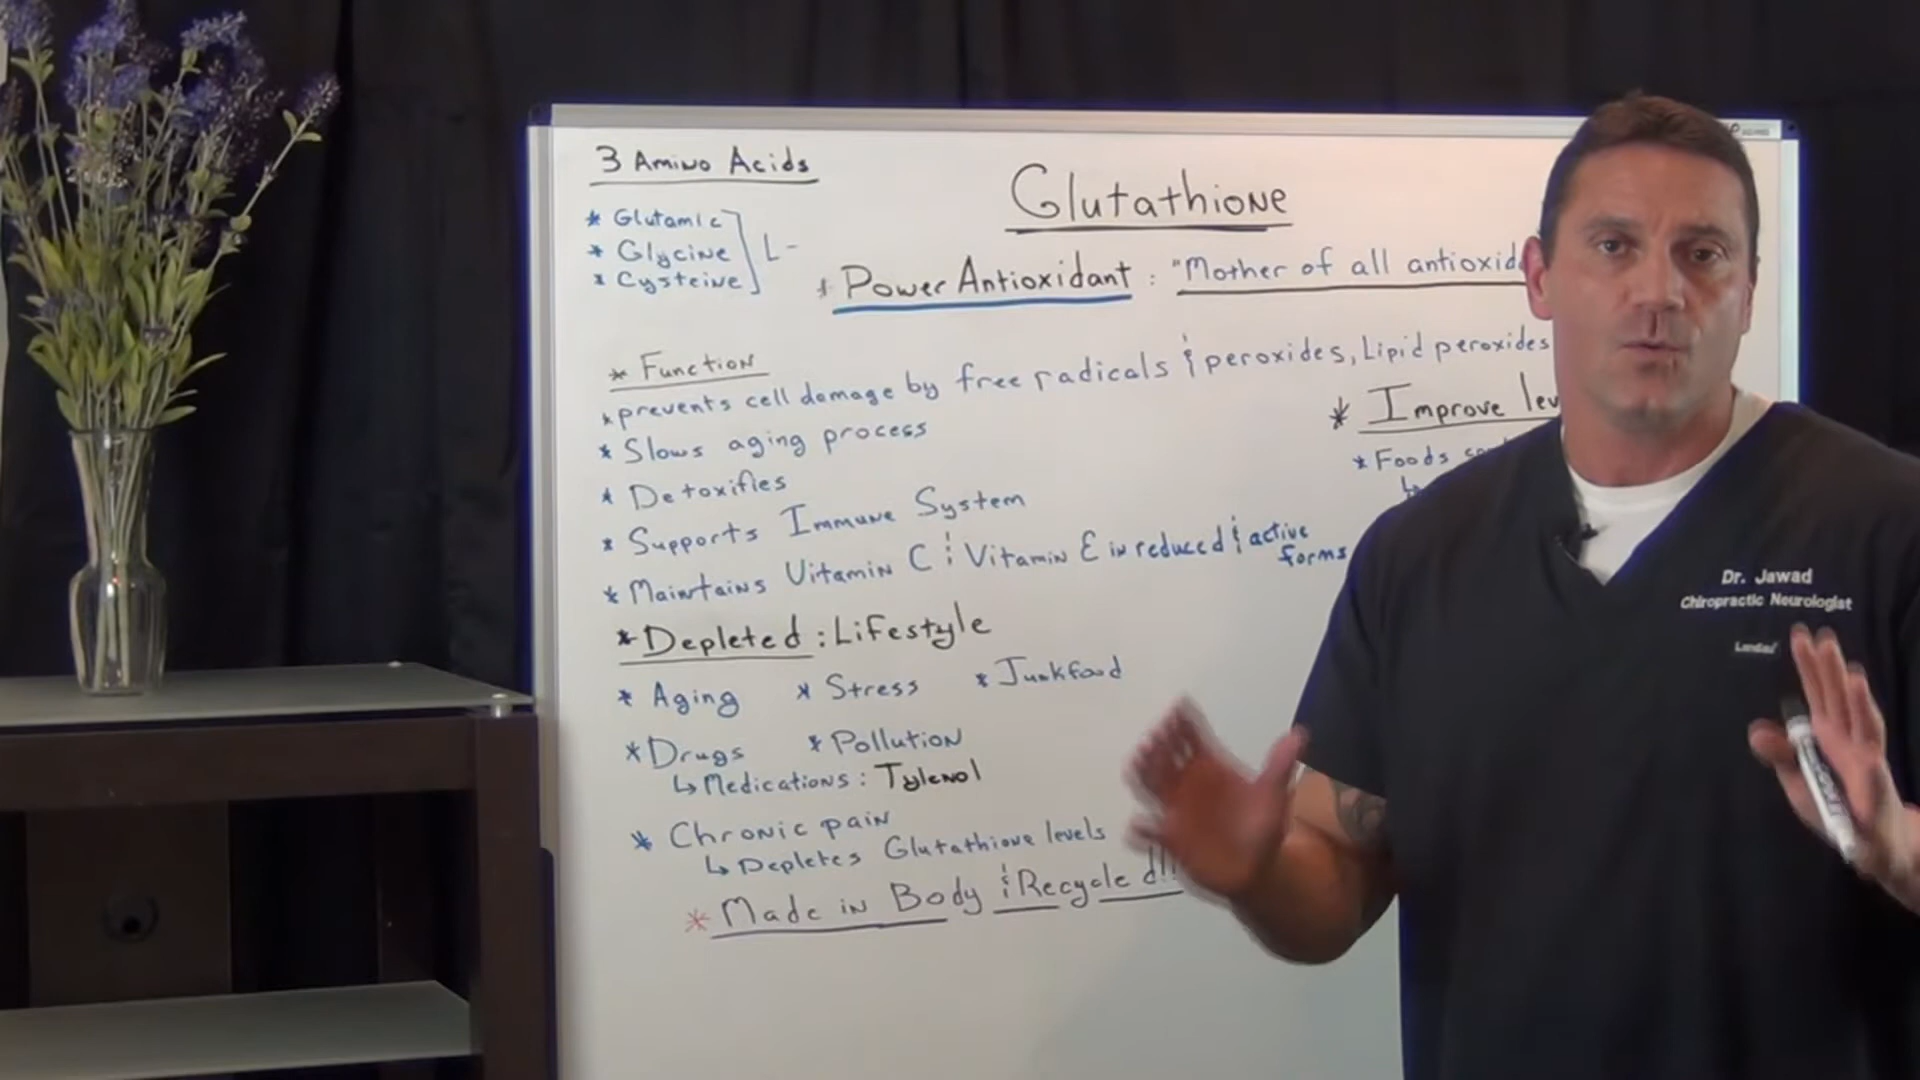 3 Amino Acids
* Glutamic
* Glycine
* Cysteine
L-
Glutathione
* Power Antioxidant : "Mother of all antioxid
* Function
* prevents cell damage by free radicals & peroxides, Lipid peroxides
* Slows aging process
* Detoxifies
* Supports Immune System
* Maintains Vitamin C & Vitamin E in reduced & active forms
* Improve lev
* Foods
* Depleted : Lifestyle
* Aging * Stress * Junkfood
* Drugs * Pollution
↳ Medications : Tylenol
* Chronic pain
↳ Depletes Glutathione levels
* Made in Body & Recycled!!
Dr. Jawad
Chiropractic Neurologist
Landau